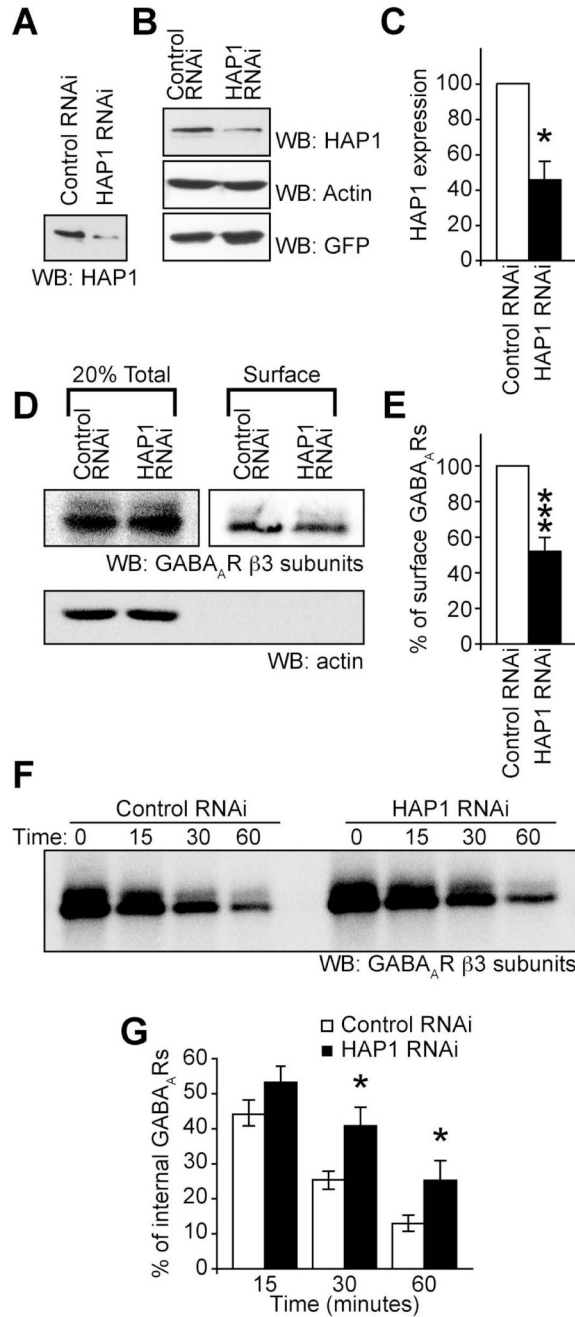 A
Control RNAi
HAP1 RNAi
WB: HAP1
B
Control
RNAi
HAP1
RNAi
WB: HAP1
WB: Actin
WB: GFP
C
HAP1 expression
100
80
60
40
20
0
*
Control RNAi
HAP1 RNAi
D
20% Total
Surface
Control
RNAi
HAP1
RNAi
Control
RNAi
HAP1
RNAi
WB: GABAAR β3 subunits
WB: actin
E
% of surface GABAARs
100
80
60
40
20
0
***
Control RNAi
HAP1 RNAi
F
Control RNAi
HAP1 RNAi
Time: 0 15 30 60 0 15 30 60
WB: GABAAR β3 subunits
G
Control RNAi
HAP1 RNAi
% of internal GABAARs
60
50
40
30
20
10
0
*
*
15 30 60
Time (minutes)